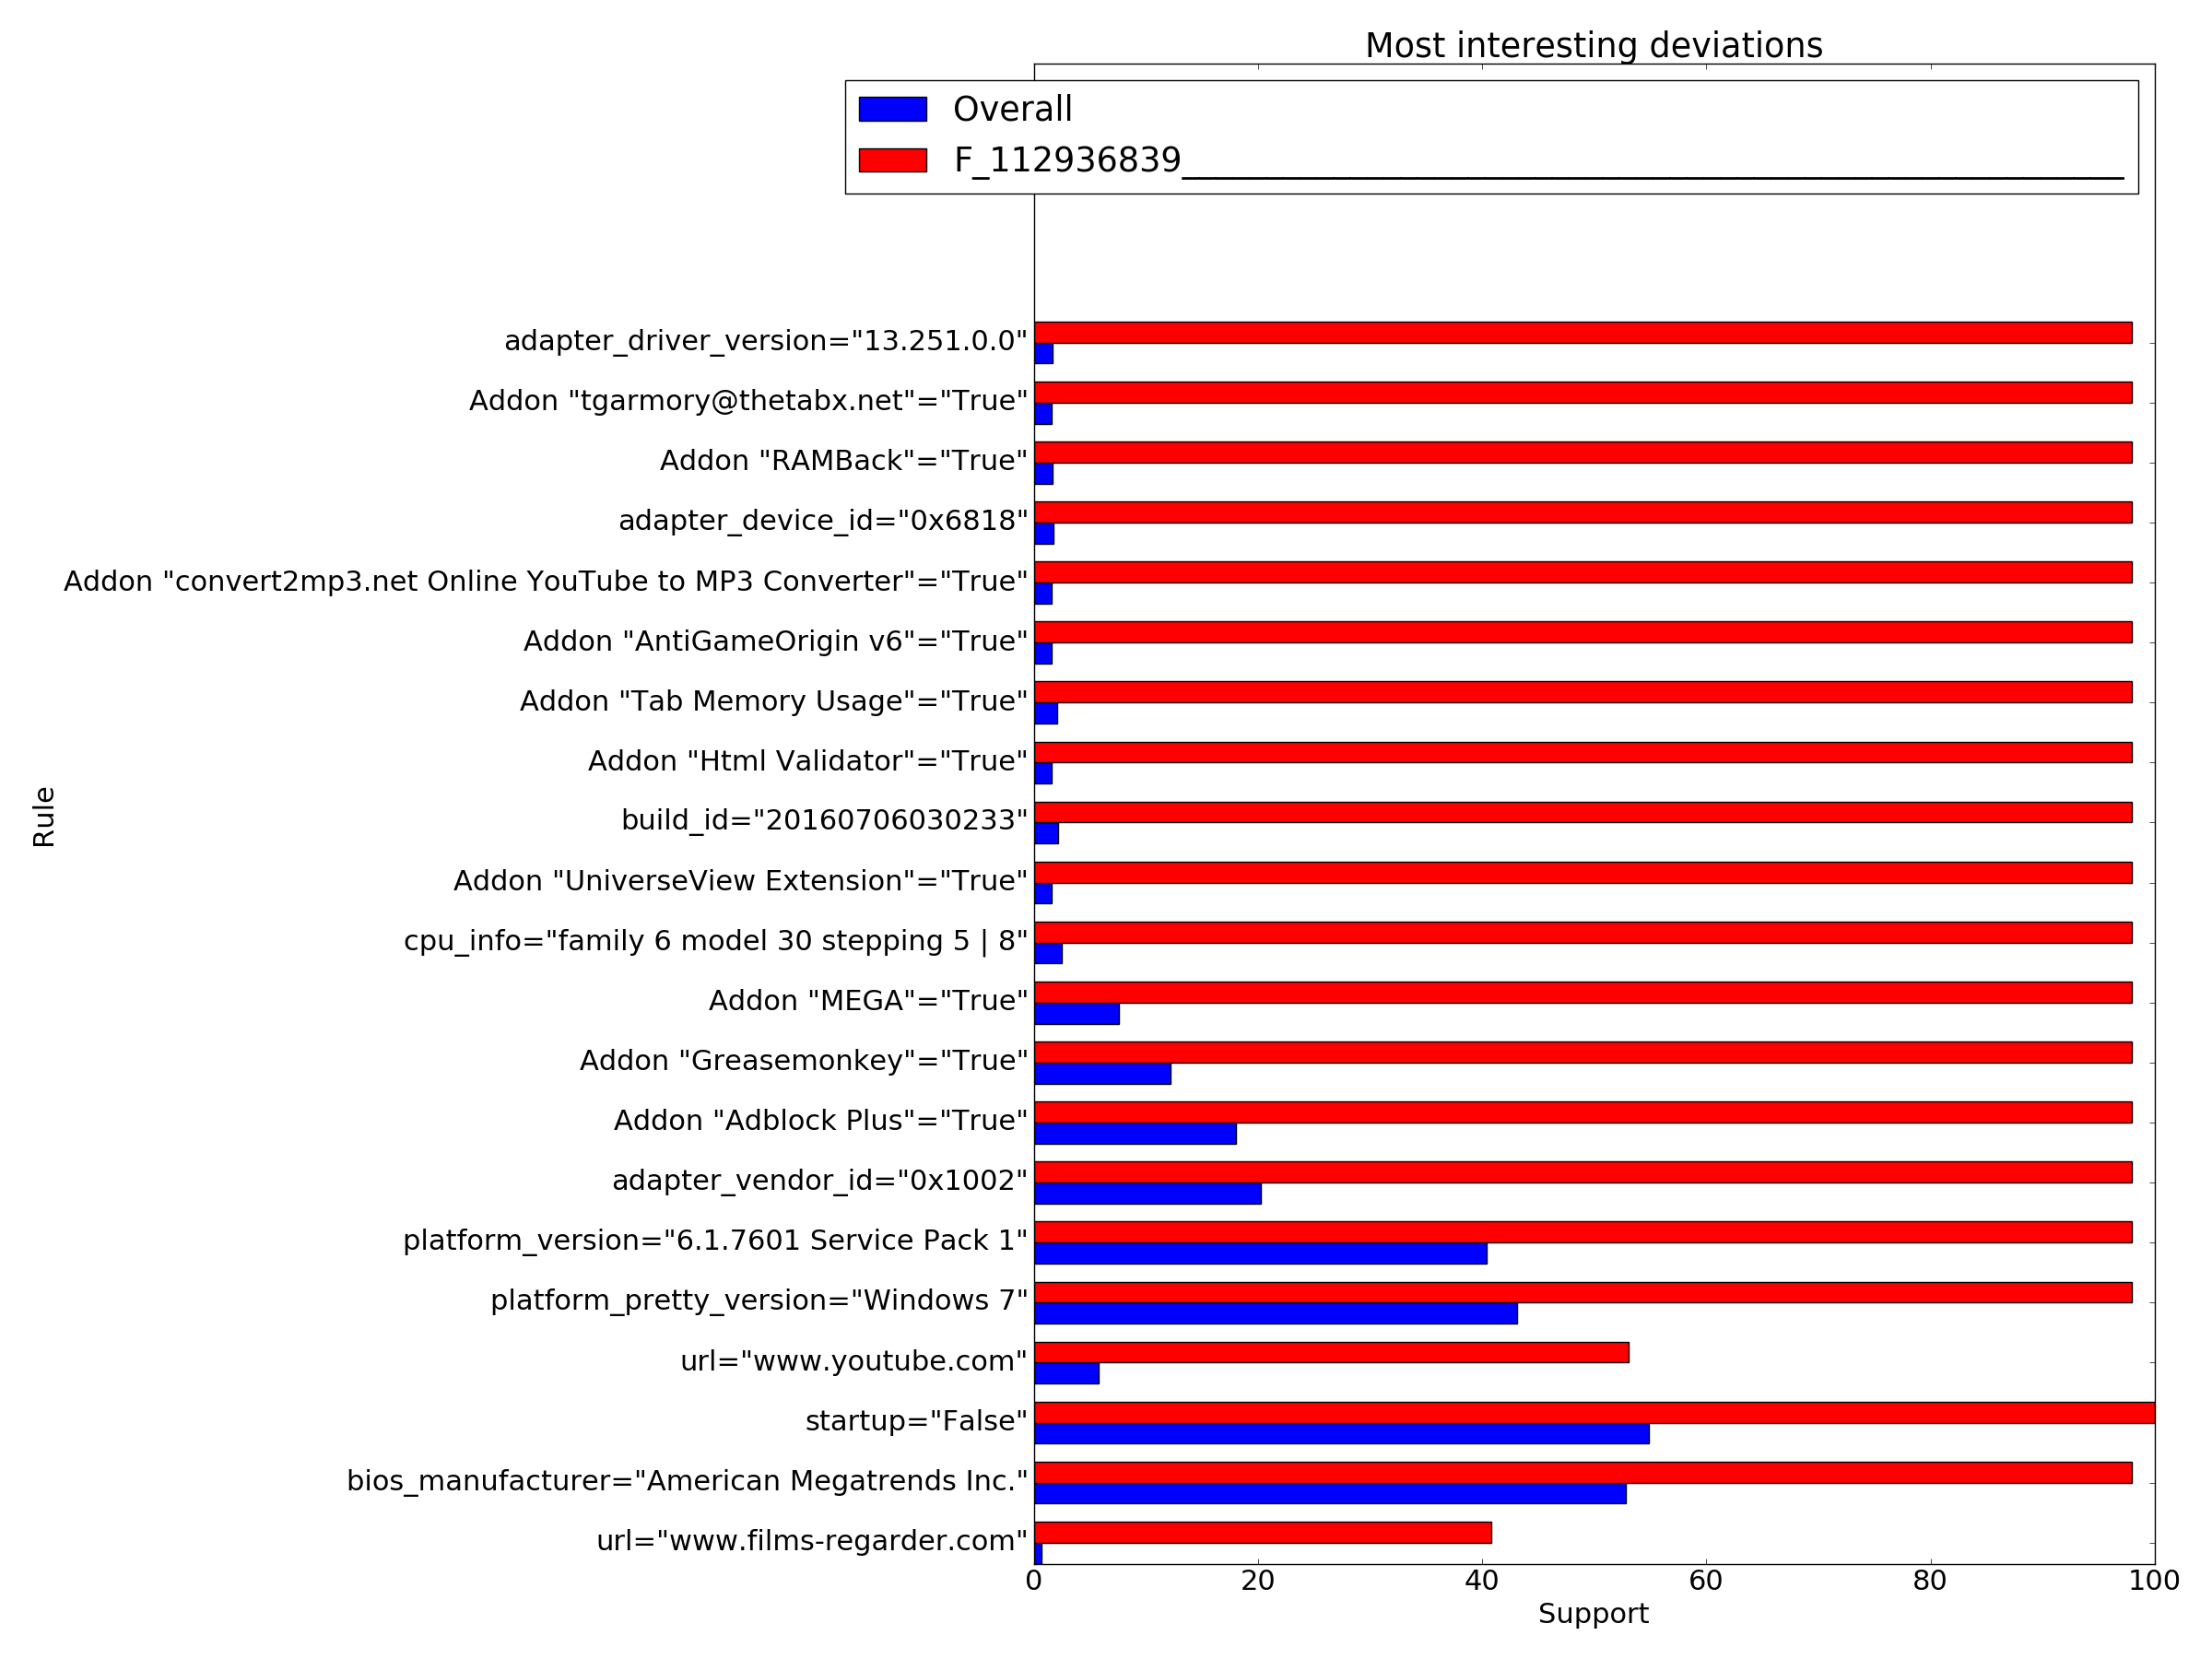 Most interesting deviations
Overall
F_112936839________________________________________________________
adapter_driver_version="13.251.0.0"
Addon "tgarmory@thetabx.net"="True"
Addon "RAMBack"="True"
adapter_device_id="0x6818"
Addon "convert2mp3.net Online YouTube to MP3 Converter"="True"
Addon "AntiGameOrigin v6"="True"
Addon "Tab Memory Usage"="True"
Addon "Html Validator"="True"
Rule
build_id="20160706030233"
Addon "UniverseView Extension"="True"
cpu_info="family 6 model 30 stepping 5 | 8"
Addon "MEGA"="True"
Addon "Greasemonkey"="True"
Addon "Adblock Plus"="True"
adapter_vendor_id="0x1002"
platform_version="6.1.7601 Service Pack 1"
platform_pretty_version="Windows 7"
url="www.youtube.com"
startup="False"
bios_manufacturer="American Megatrends Inc."
url="www.films-regarder.com"
0 20 40 60 80 100
Support